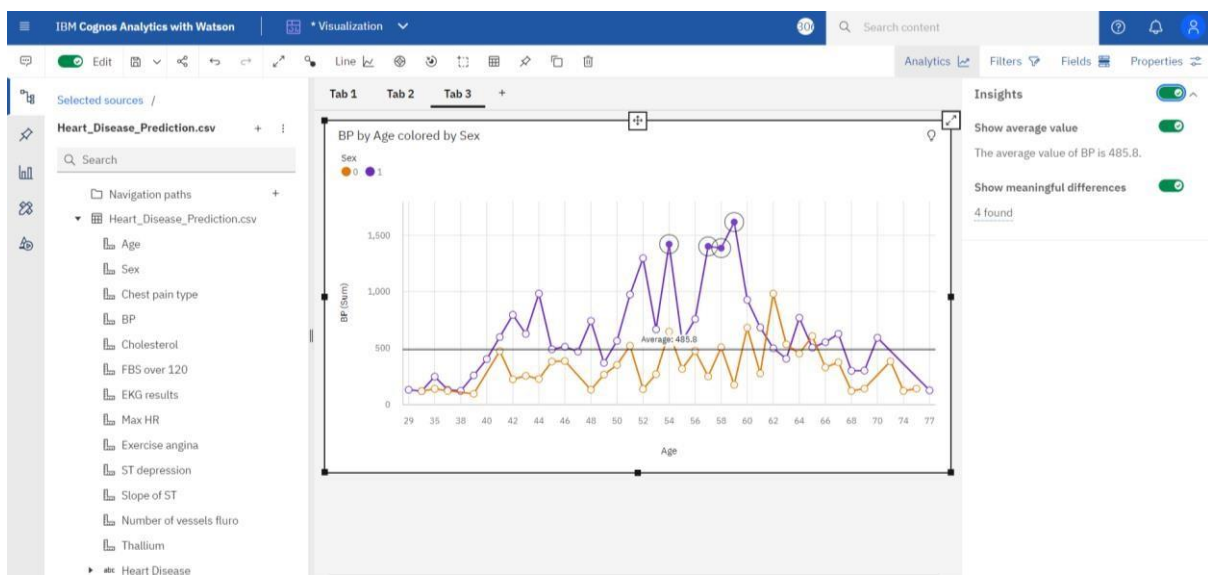 IBM Cognos Analytics with Watson
* Visualization
Search content
Edit
Line
Analytics
Filters
Fields
Properties
Selected sources /
Heart_Disease_Prediction.csv
Search
Navigation paths
Heart_Disease_Prediction.csv
Age
Sex
Chest pain type
BP
Cholesterol
FBS over 120
EKG results
Max HR
Exercise angina
ST depression
Slope of ST
Number of vessels fluro
Thallium
abc Heart Disease
Tab 1 Tab 2 Tab 3 +
BP by Age colored by Sex
Sex
0 1
BP (Sum)
1,500
1,000
500
0
Average: 485.8
29 35 38 40 42 44 46 48 50 52 54 56 58 60 62 64 66 68 70 74 77
Age
Insights
Show average value
The average value of BP is 485.8.
Show meaningful differences
4 found